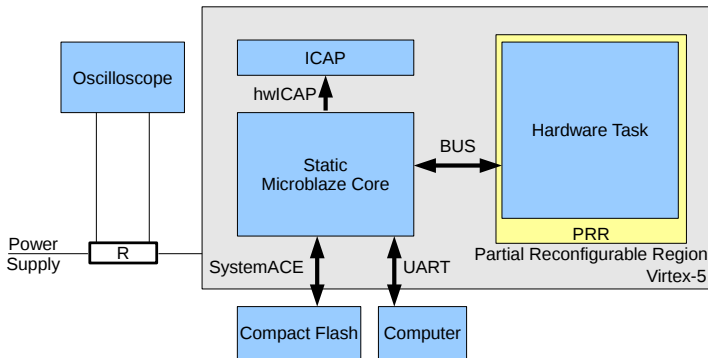 ICAP
Oscilloscope
hwICAP
Hardware Task
BUS
Static
Microblaze Core
PRR
Power
Supply
R
Partial Reconfigurable Region
SystemACE
UART
Virtex-5
Compact Flash
Computer